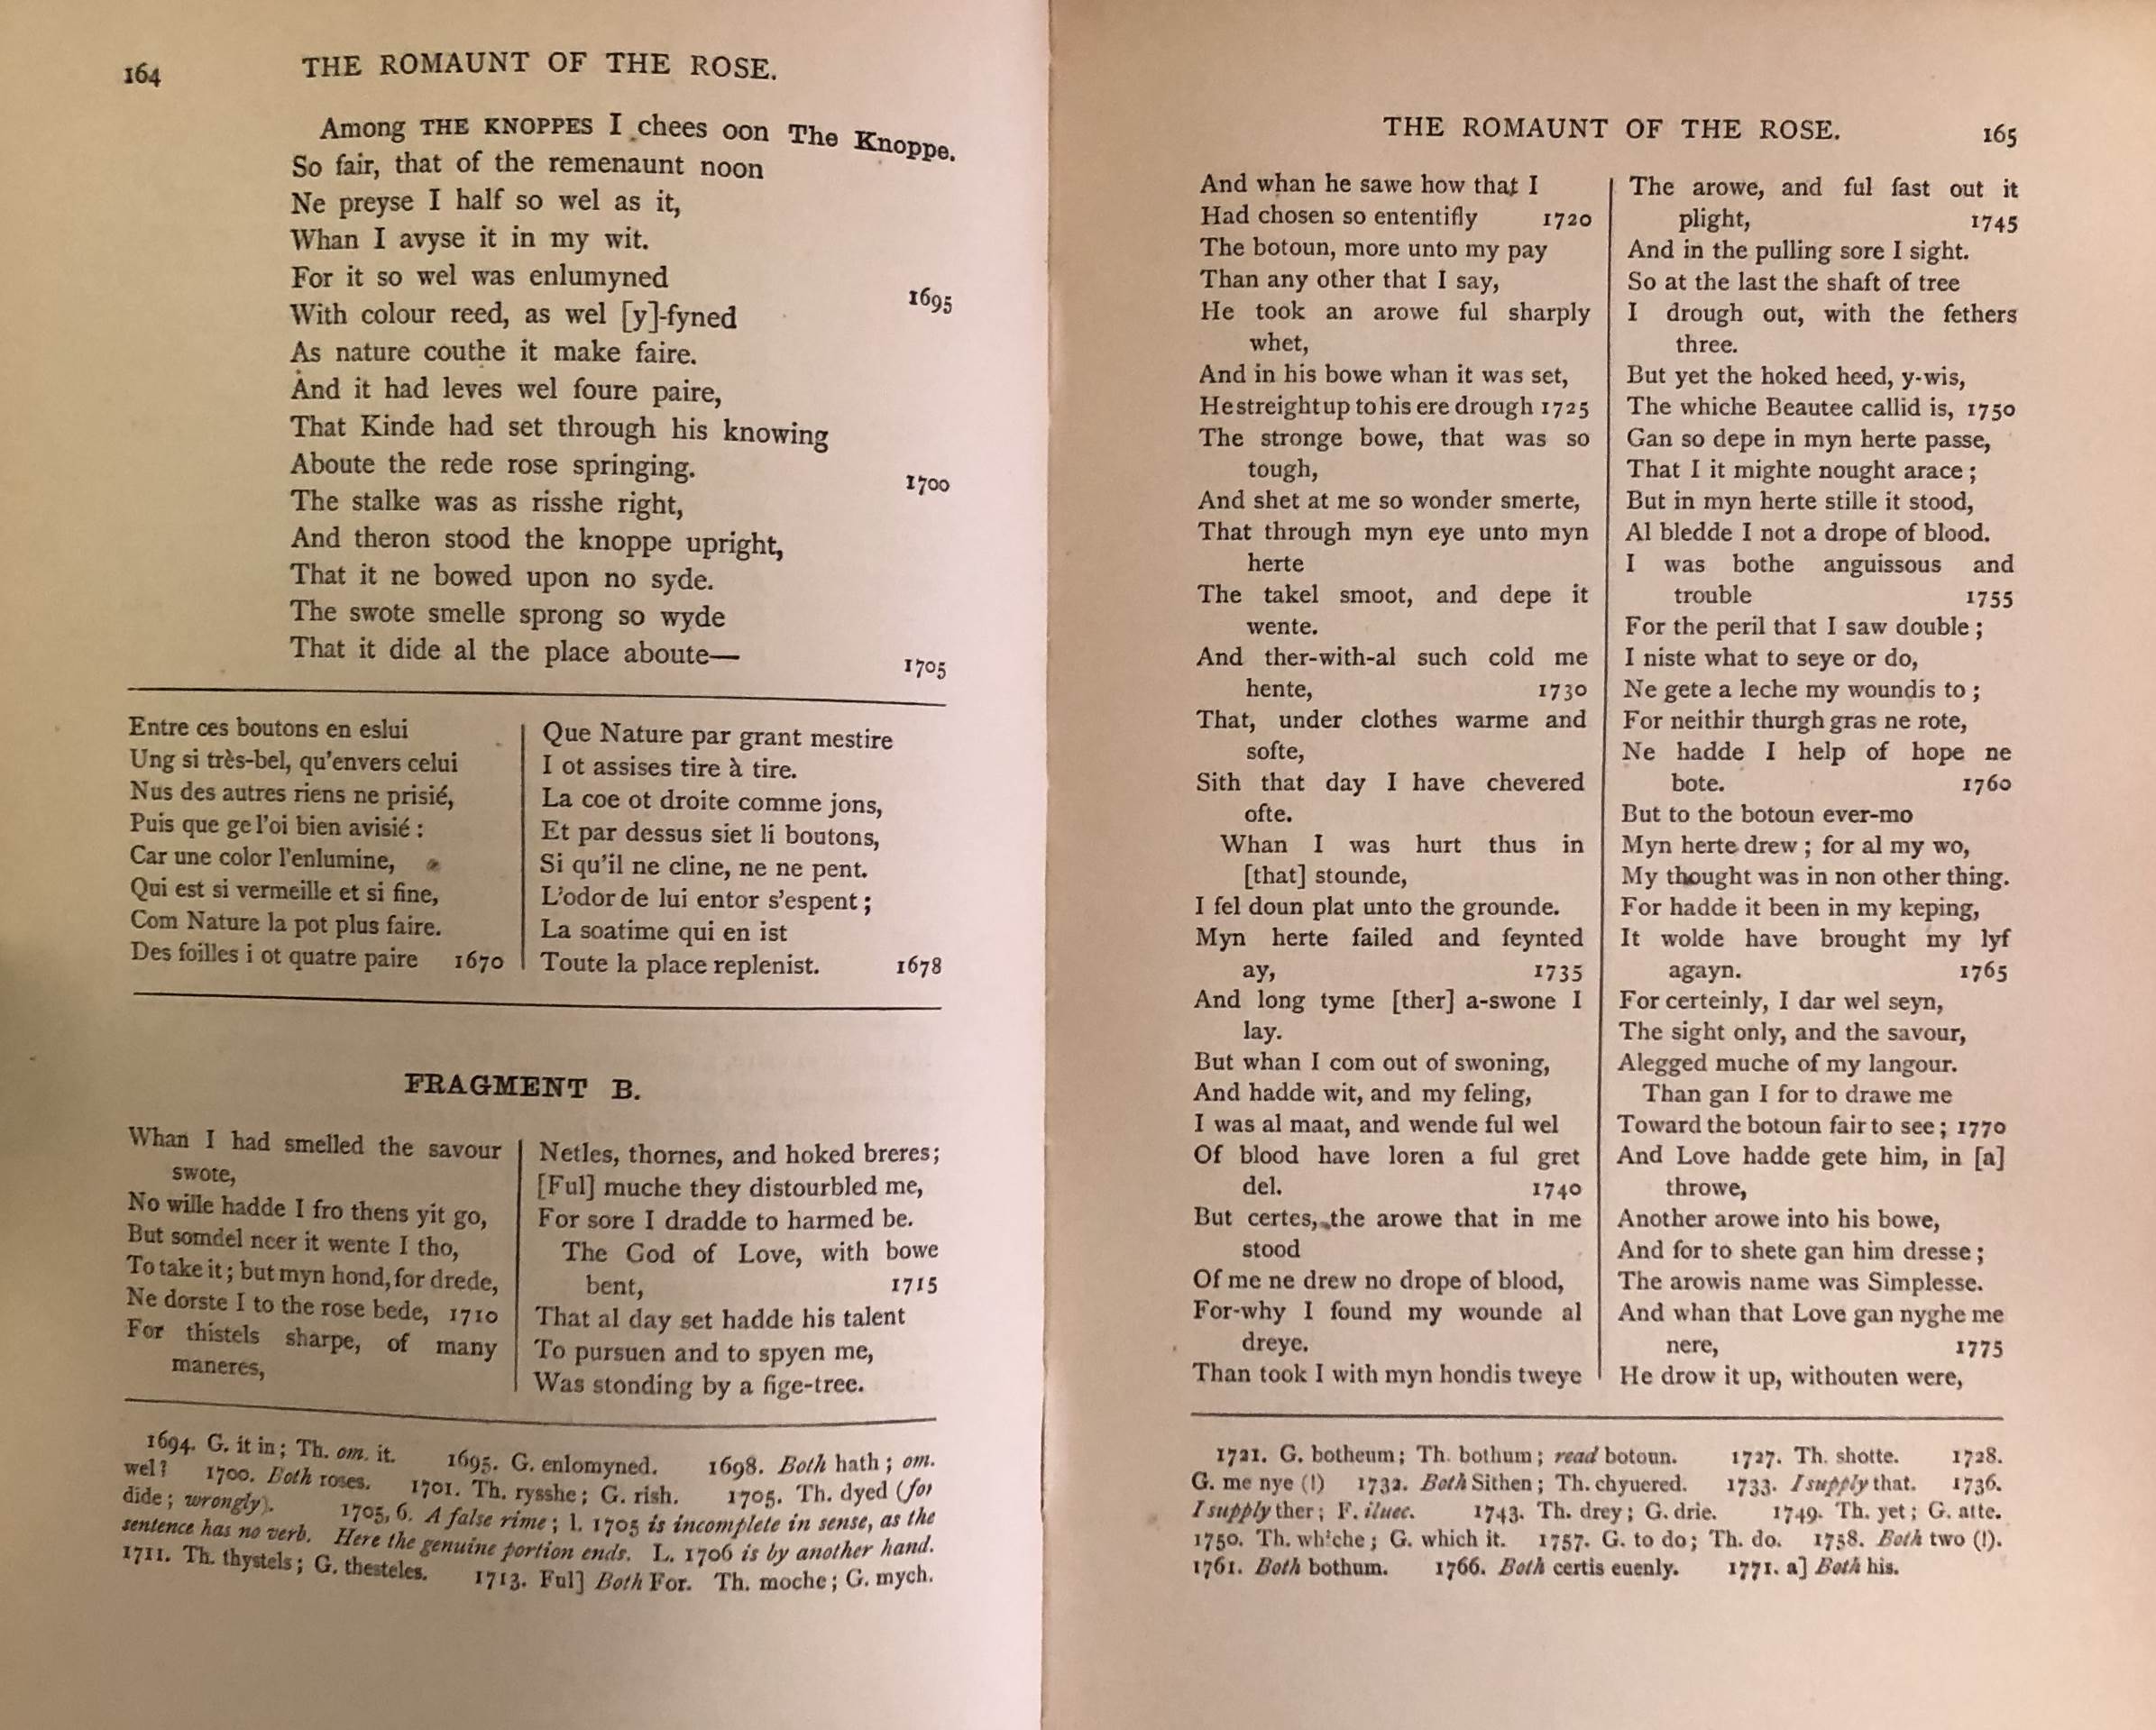 164
THE ROMAUNT OF THE ROSE.
Among THE KNOPPES I chees oon The Knoppe.
So fair, that of the remenaunt noon
Ne preyse I half so wel as it,
Whan I avyse it in my wit.
For it so wel was enlumyned 1695
With colour reed, as wel [y]-fyned
As nature couthe it make faire.
And it had leves wel foure paire,
That Kinde had set through his knowing
Aboute the rede rose springing. 1700
The stalke was as risshe right,
And theron stood the knoppe upright,
That it ne bowed upon no syde.
The swote smelle sprong so wyde
That it dide al the place aboute— 1705
Entre ces boutons en eslui
Ung si très-bel, qu'envers celui
Nus des autres riens ne prisié,
Puis que ge l'oi bien avisié :
Car une color l'enlumine,
Qui est si vermeille et si fine,
Com Nature la pot plus faire.
Des foilles i ot quatre paire 1670
Que Nature par grant mestire
I ot assises tire à tire.
La coe ot droite comme jons,
Et par dessus siet li boutons,
Si qu'il ne cline, ne ne pent.
L'odor de lui entor s'espent ;
La soatime qui en ist
Toute la place replenist. 1678
FRAGMENT B.
Whan I had smelled the savour
swote,
No wille hadde I fro thens yit go,
But somdel neer it wente I tho,
To take it ; but myn hond, for drede,
Ne dorste I to the rose bede, 1710
For thistels sharpe, of many
maneres,
Netles, thornes, and hoked breres;
[Ful] muche they distourbled me,
For sore I dradde to harmed be.
The God of Love, with bowe
bent, 1715
That al day set hadde his talent
To pursuen and to spyen me,
Was stonding by a fige-tree.
1694. G. it in; Th. om. it. 1695. G. enlomyned. 1698. Both hath ; om.
wel? 1700. Both roses. 1701. Th. rysshe; G. rish. 1705. Th. dyed (for
dide ; wrongly). 1705, 6. A false rime ; l. 1705 is incomplete in sense, as the
sentence has no verb. Here the genuine portion ends. L. 1706 is by another hand.
1711. Th. thystels ; G. thesteles. 1713. Ful] Both For. Th. moche ; G. mych.
THE ROMAUNT OF THE ROSE. 165
And whan he sawe how that I
Had chosen so ententifly 1720
The botoun, more unto my pay
Than any other that I say,
He took an arowe ful sharply
whet,
And in his bowe whan it was set,
He streight up to his ere drough 1725
The stronge bowe, that was so
tough,
And shet at me so wonder smerte,
That through myn eye unto myn
herte
The takel smoot, and depe it
wente.
And ther-with-al such cold me
hente, 1730
That, under clothes warme and
softe,
Sith that day I have chevered
ofte.
Whan I was hurt thus in
[that] stounde,
I fel doun plat unto the grounde.
Myn herte failed and feynted
ay, 1735
And long tyme [ther] a-swone I
lay.
But whan I com out of swoning,
And hadde wit, and my feling,
I was al maat, and wende ful wel
Of blood have loren a ful gret
del. 1740
But certes, the arowe that in me
stood
Of me ne drew no drope of blood,
For-why I found my wounde al
dreye.
Than took I with myn hondis tweye
The arowe, and ful fast out it
plight, 1745
And in the pulling sore I sight.
So at the last the shaft of tree
I drough out, with the fethers
three.
But yet the hoked heed, y-wis,
The whiche Beautee callid is, 1750
Gan so depe in myn herte passe,
That I it mighte nought arace ;
But in myn herte stille it stood,
Al bledde I not a drope of blood.
I was bothe anguissous and
trouble 1755
For the peril that I saw double ;
I niste what to seye or do,
Ne gete a leche my woundis to ;
For neithir thurgh gras ne rote,
Ne hadde I help of hope ne
bote. 1760
But to the botoun ever-mo
Myn herte drew ; for al my wo,
My thought was in non other thing.
For hadde it been in my keping,
It wolde have brought my lyf
agayn. 1765
For certeinly, I dar wel seyn,
The sight only, and the savour,
Alegged muche of my langour.
Than gan I for to drawe me
Toward the botoun fair to see ; 1770
And Love hadde gete him, in [a]
throwe,
Another arowe into his bowe,
And for to shete gan him dresse ;
The arowis name was Simplesse.
And whan that Love gan nyghe me
nere, 1775
He drow it up, withouten were,
1721. G. botheum; Th. bothum ; read botoun. 1727. Th. shotte. 1728.
G. me nye (!) 1732. Both Sithen ; Th. chyuered. 1733. I supply that. 1736.
I supply ther ; F. iluec. 1743. Th. drey; G. drie. 1749. Th. yet ; G. atte.
1750. Th. whiche ; G. which it. 1757. G. to do ; Th. do. 1758. Both two (!).
1761. Both bothum. 1766. Both certis euenly. 1771. a] Both his.